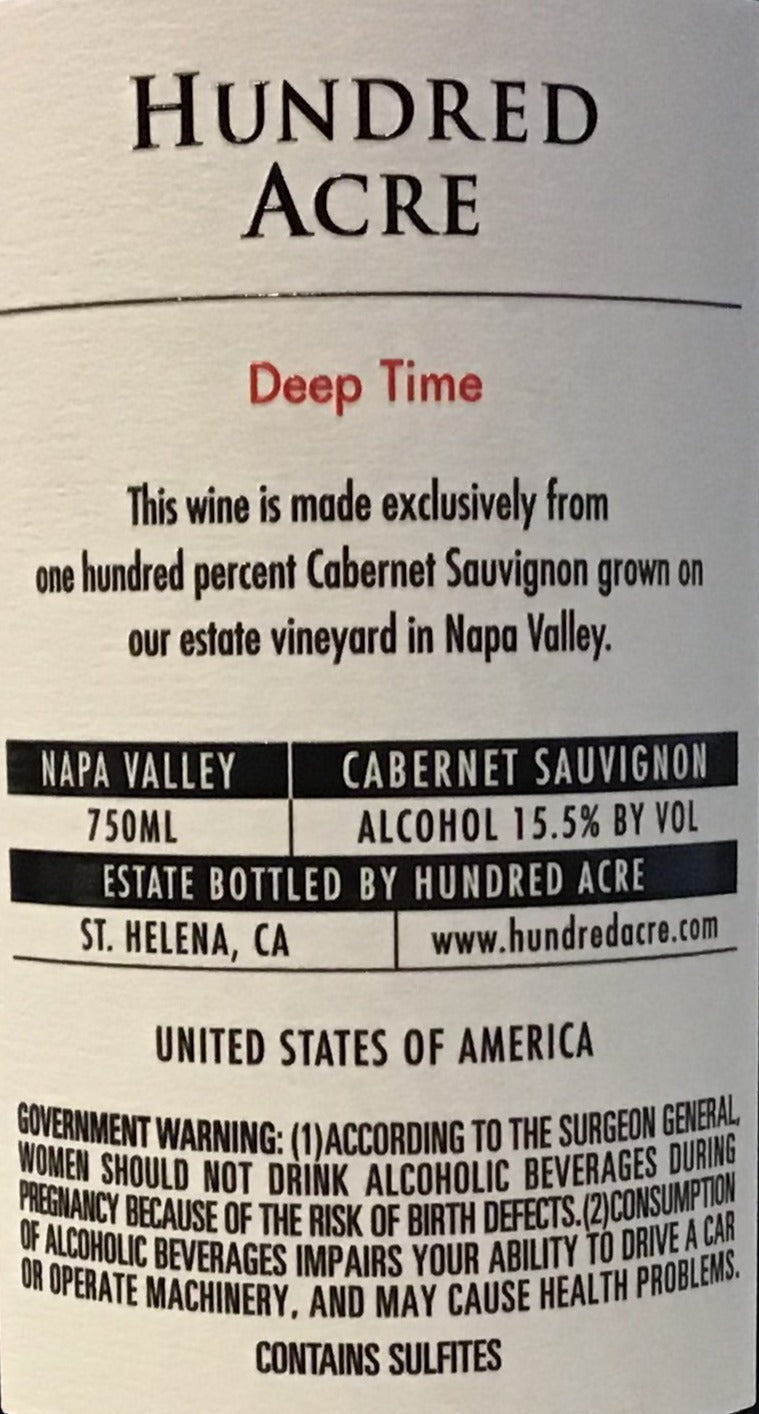 HUNDRED
ACRE
Deep Time
This wine is made exclusively from
one hundred percent Cabernet Sauvignon grown on
our estate vineyard in Napa Valley.
NAPA VALLEY CABERNET SAUVIGNON
750ML ALCOHOL 15.5% BY VOL
ESTATE BOTTLED BY HUNDRED ACRE
ST. HELENA, CA www.hundredacre.com
UNITED STATES OF AMERICA
GOVERNMENT WARNING: (1)ACCORDING TO THE SURGEON GENERAL,
WOMEN SHOULD NOT DRINK ALCOHOLIC BEVERAGES DURING
PREGNANCY BECAUSE OF THE RISK OF BIRTH DEFECTS.(2)CONSUMPTION
OF ALCOHOLIC BEVERAGES IMPAIRS YOUR ABILITY TO DRIVE A CAR
OR OPERATE MACHINERY, AND MAY CAUSE HEALTH PROBLEMS.
CONTAINS SULFITES